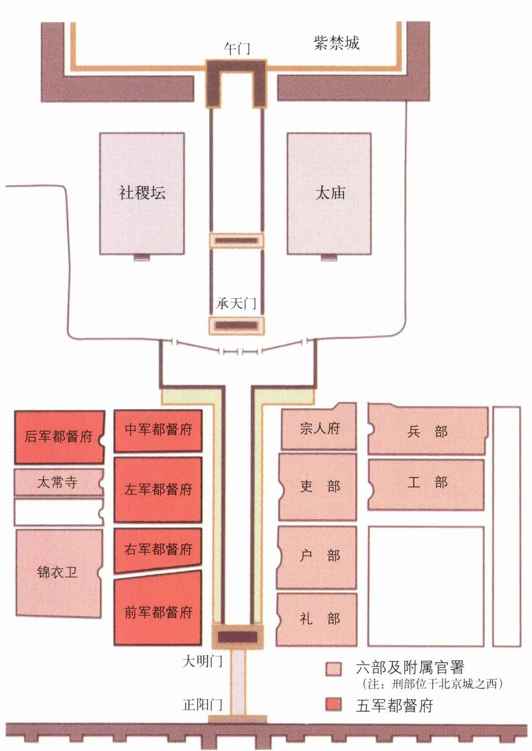 午门
紫禁城
社稷坛
太庙
承天门
后军都督府
中军都督府
宗人府
兵 部
太常寺
左军都督府
吏 部
工 部
锦衣卫
右军都督府
户 部
前军都督府
礼 部
大明门
正阳门
六部及附属官署
(注：刑部位于北京城之西)
五军都督府